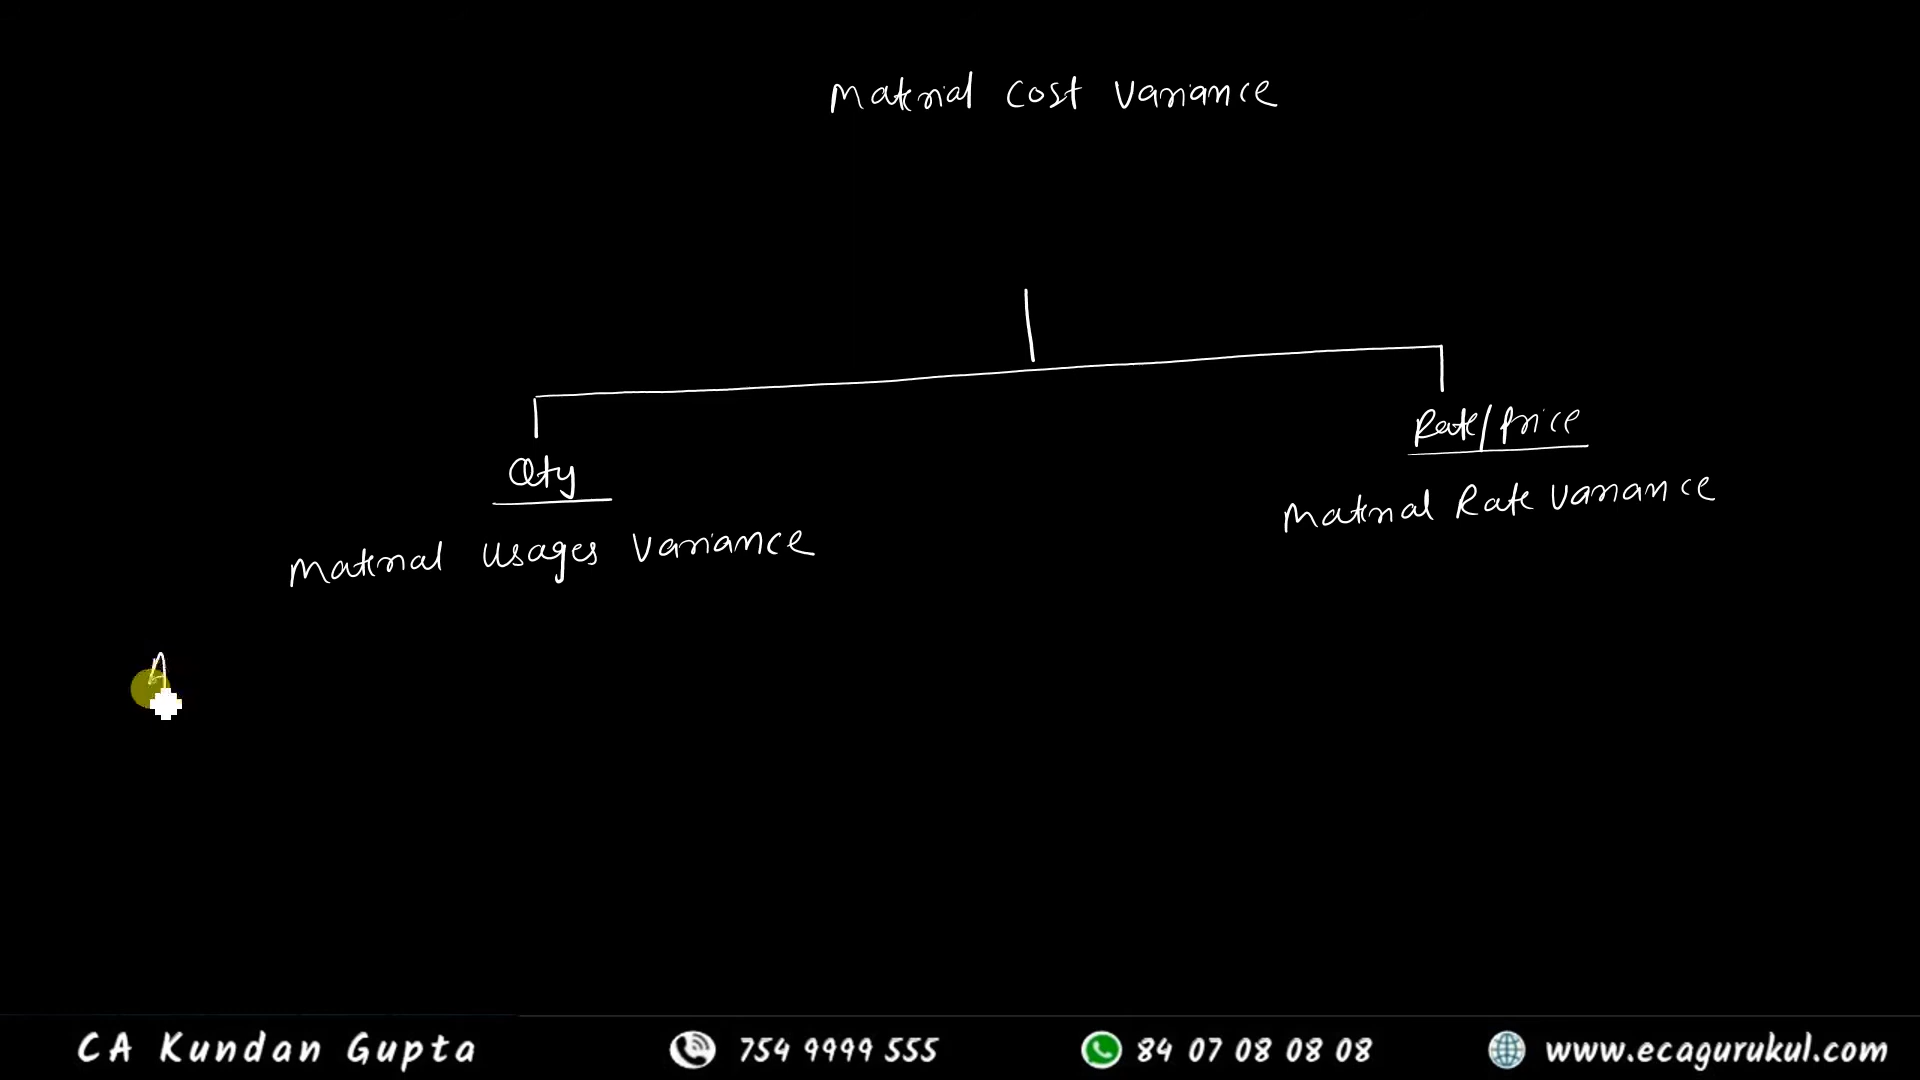 Material Cost Variance
Qty
Rate/Price
Material Usages Variance
Material Rate Variance
A
CA Kundan Gupta
754 9999 555
84 07 08 08 08
www.ecagurukul.com